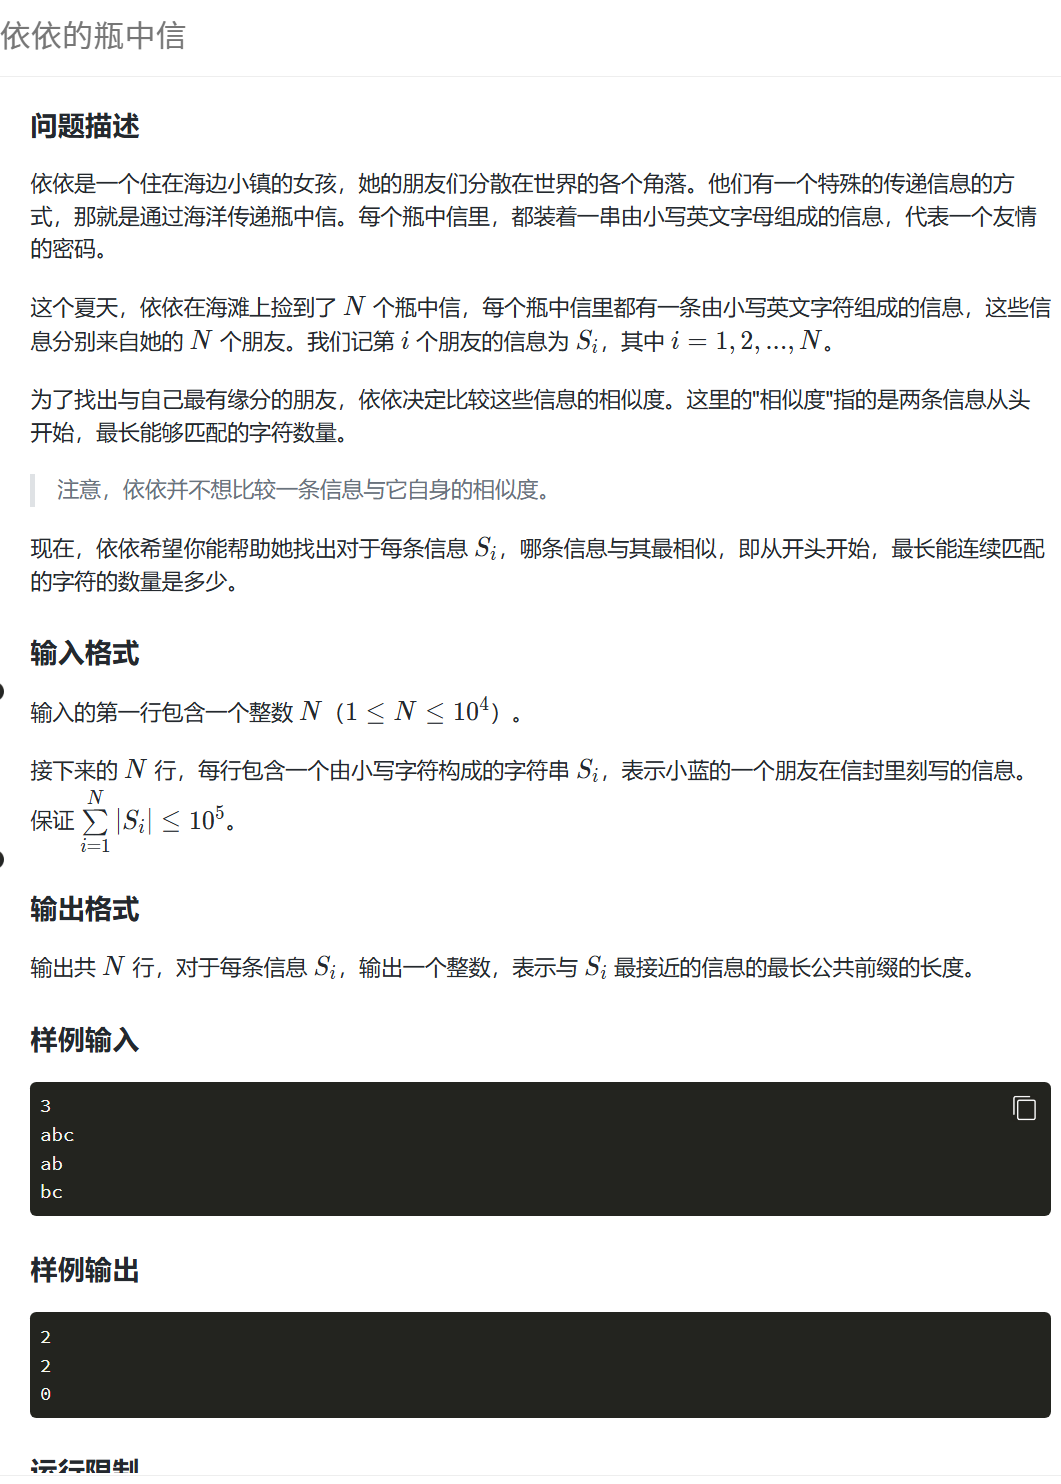 依依的瓶中信
问题描述
依依是一个住在海边小镇的女孩，她的朋友们分散在世界的各个角落。他们有一个特殊的传递信息的方
式，那就是通过海洋传递瓶中信。每个瓶中信里，都装着一串由小写英文字母组成的信息，代表一个友情
的密码。
这个夏天，依依在海滩上捡到了 N 个瓶中信，每个瓶中信里都有一条由小写英文字符组成的信息，这些信
息分别来自她的 N 个朋友。我们记第 i 个朋友的信息为 S_i，其中 i = 1, 2, ..., N。
为了找出与自己最有缘分的朋友，依依决定比较这些信息的相似度。这里的"相似度"指的是两条信息从头
开始，最长能够匹配的字符数量。
注意，依依并不想比较一条信息与它自身的相似度。
现在，依依希望你能帮助她找出对于每条信息 S_i，哪条信息与其最相似，即从开头开始，最长能连续匹配
的字符的数量是多少。
输入格式
输入的第一行包含一个整数 N（1 ≤ N ≤ 10^4）。
接下来的 N 行，每行包含一个由小写字符构成的字符串 S_i，表示小蓝的一个朋友在信封里刻写的信息。
保证 ∑_{i=1}^{N} |S_i| ≤ 10^5。
输出格式
输出共 N 行，对于每条信息 S_i，输出一个整数，表示与 S_i 最接近的信息的最长公共前缀的长度。
样例输入
3
abc
ab
bc
样例输出
2
2
0
运行限制